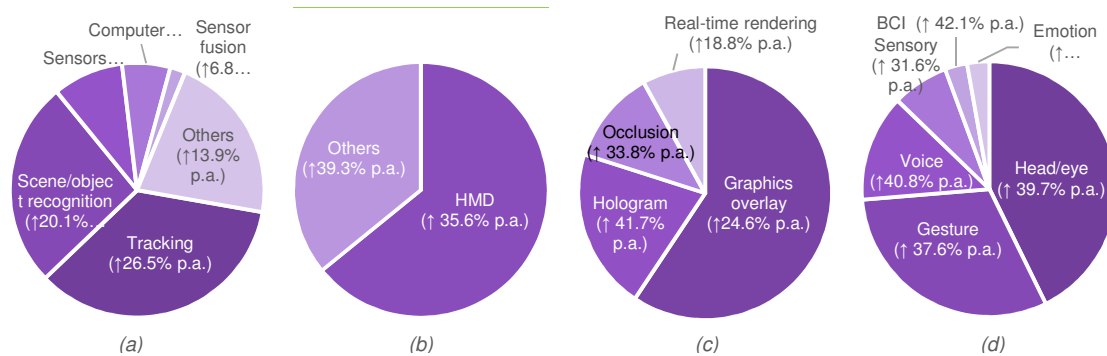 Sensors…
Computer…
Sensor
fusion
(↑6.8…
Others
(↑13.9%
p.a.)
Scene/objec
t recognition
(↑20.1%…
Tracking
(↑26.5% p.a.)
(a)
Others
(↑39.3% p.a.)
HMD
(↑ 35.6% p.a.)
(b)
Real-time rendering
(↑18.8% p.a.)
Occlusion
(↑ 33.8% p.a.)
Hologram
(↑ 41.7%
p.a.)
Graphics
overlay
(↑24.6% p.a.)
(c)
BCI (↑ 42.1% p.a.)
Sensory
(↑ 31.6%
p.a.)
Emotion
(↑…
Voice
(↑40.8% p.a.)
Head/eye
(↑ 39.7% p.a.)
Gesture
(↑ 37.6% p.a.)
(d)